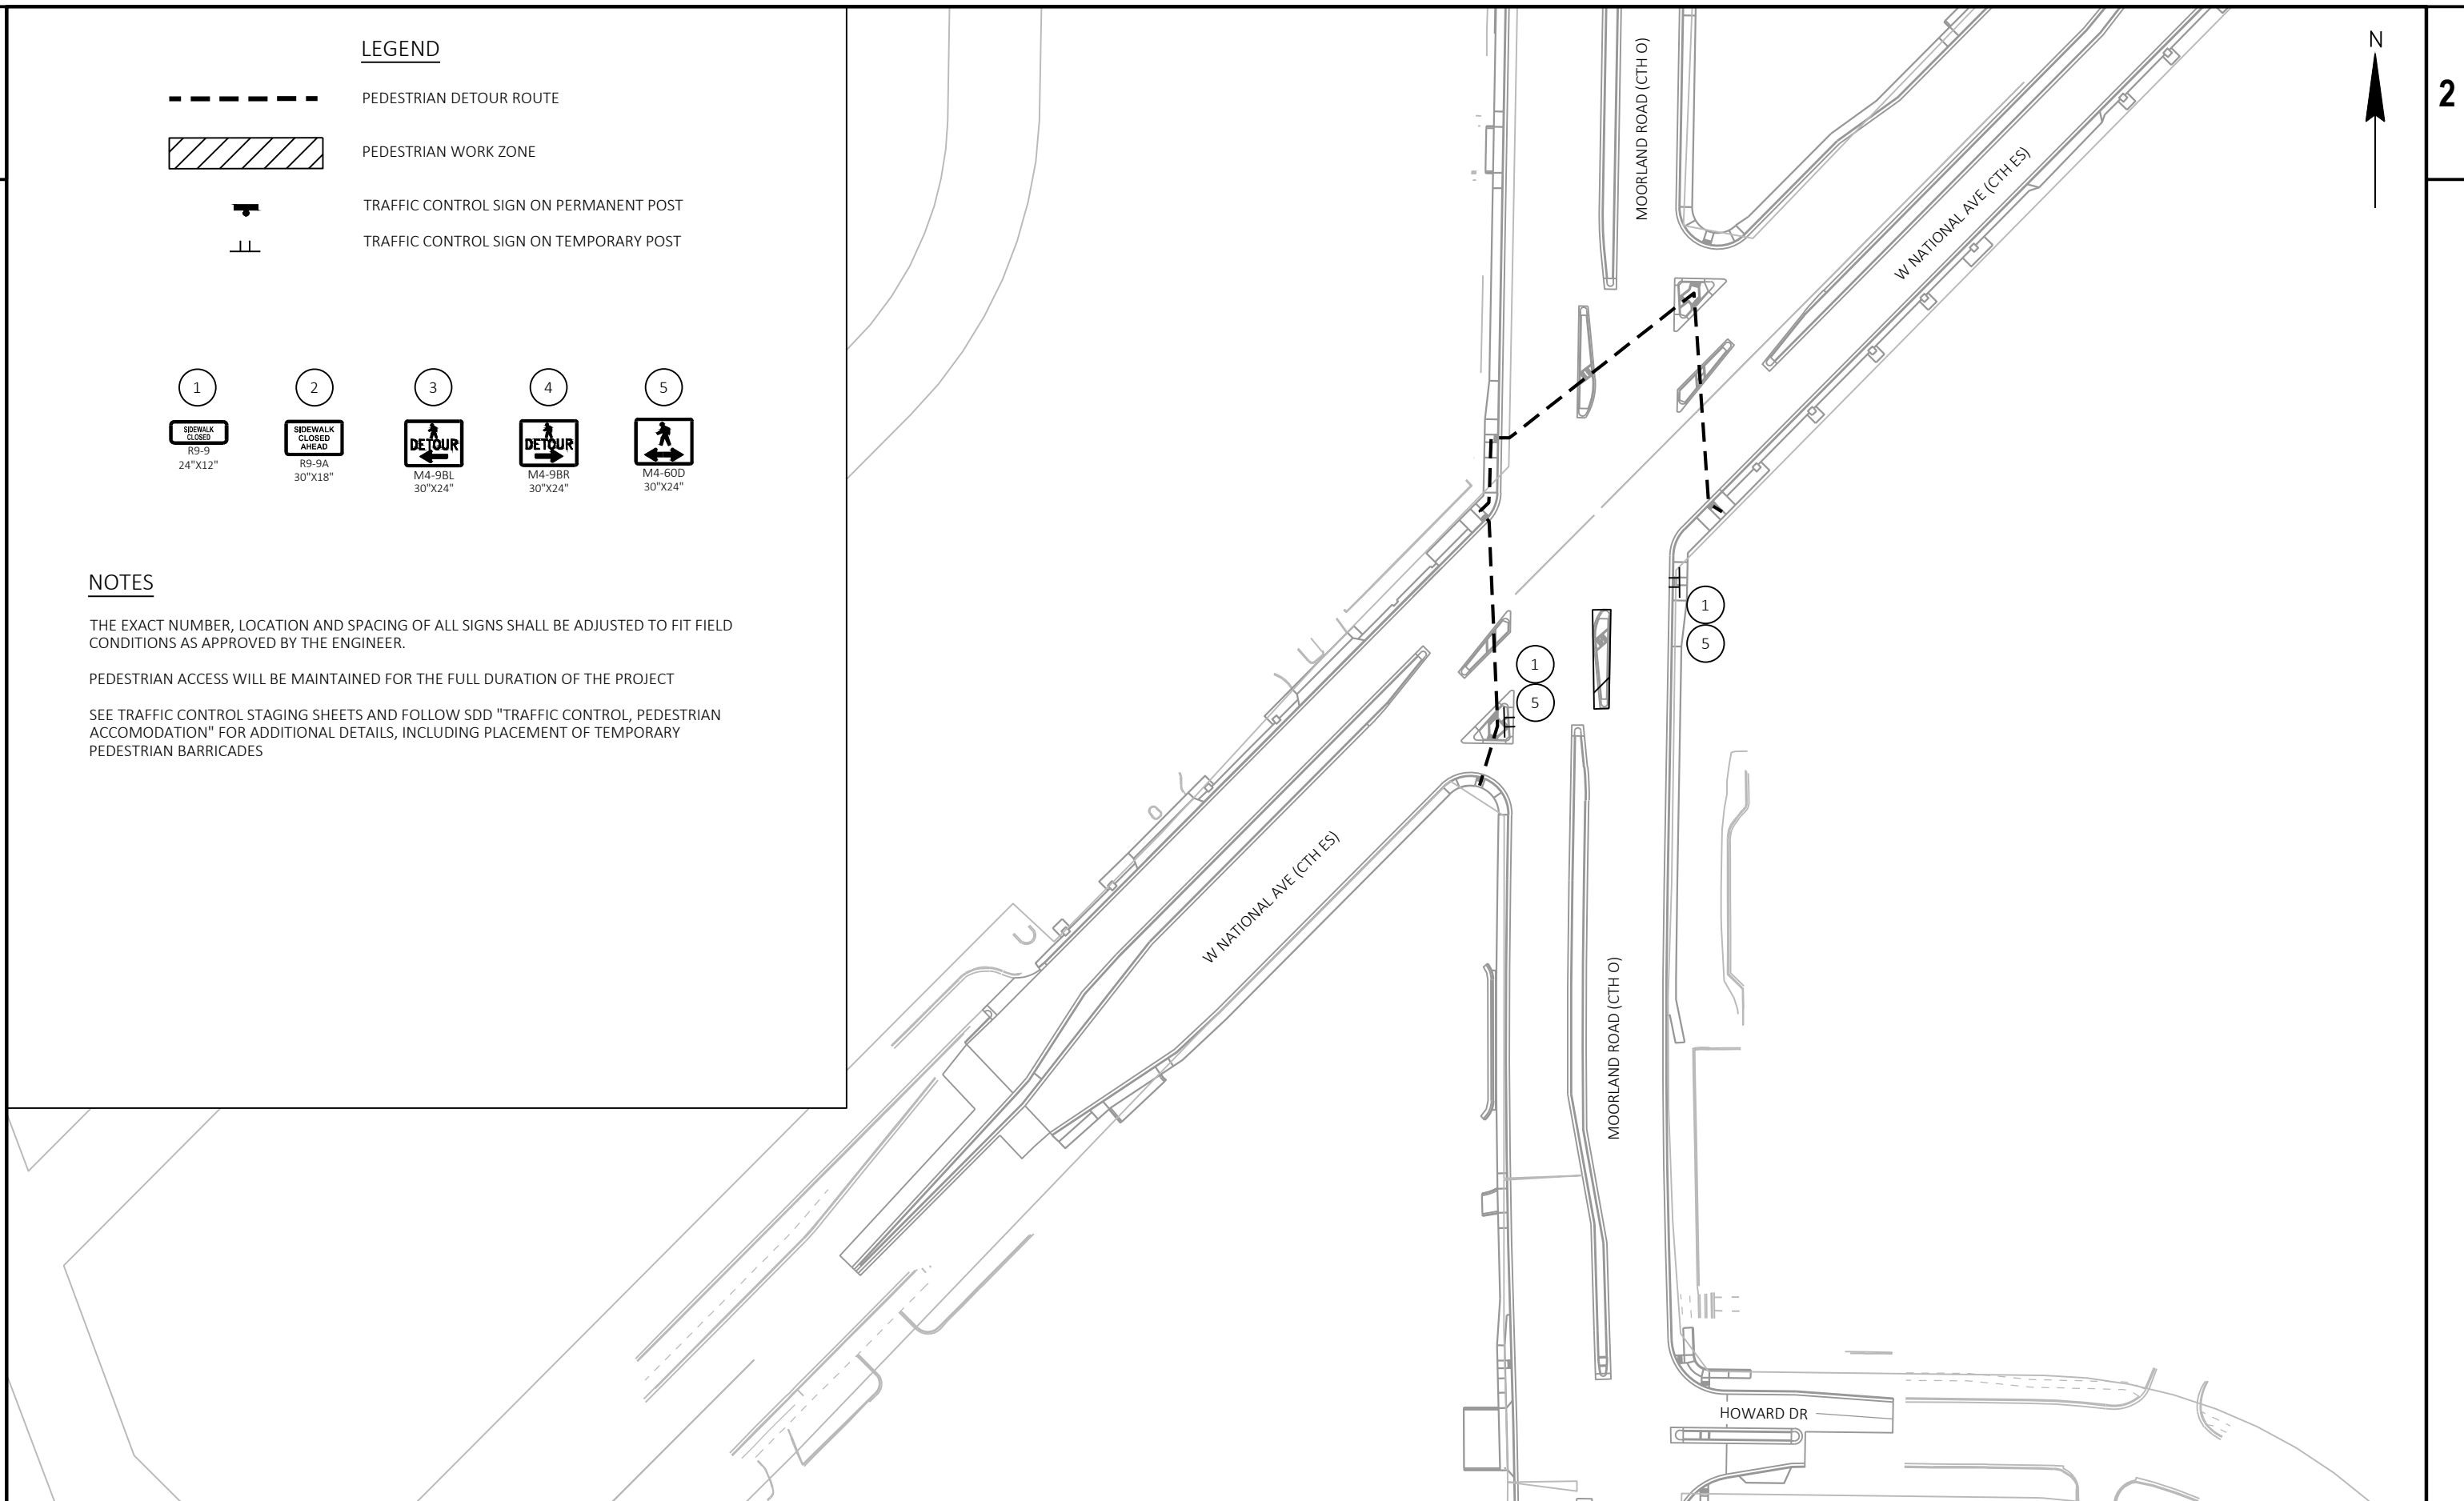 LEGEND
PEDESTRIAN DETOUR ROUTE
PEDESTRIAN WORK ZONE
TRAFFIC CONTROL SIGN ON PERMANENT POST
TRAFFIC CONTROL SIGN ON TEMPORARY POST
1
SIDEWALK
CLOSED
R9-9
24"X12"
2
SIDEWALK
CLOSED
AHEAD
R9-9A
30"X18"
3
DETOUR
M4-9BL
30"X24"
4
DETOUR
M4-9BR
30"X24"
5
M4-60D
30"X24"
NOTES
THE EXACT NUMBER, LOCATION AND SPACING OF ALL SIGNS SHALL BE ADJUSTED TO FIT FIELD
CONDITIONS AS APPROVED BY THE ENGINEER.
PEDESTRIAN ACCESS WILL BE MAINTAINED FOR THE FULL DURATION OF THE PROJECT
SEE TRAFFIC CONTROL STAGING SHEETS AND FOLLOW SDD "TRAFFIC CONTROL, PEDESTRIAN
ACCOMODATION" FOR ADDITIONAL DETAILS, INCLUDING PLACEMENT OF TEMPORARY
PEDESTRIAN BARRICADES
MOORLAND ROAD (CTH O)
W NATIONAL AVE (CTH ES)
N
2
1
5
1
5
W NATIONAL AVE (CTH ES)
MOORLAND ROAD (CTH O)
HOWARD DR